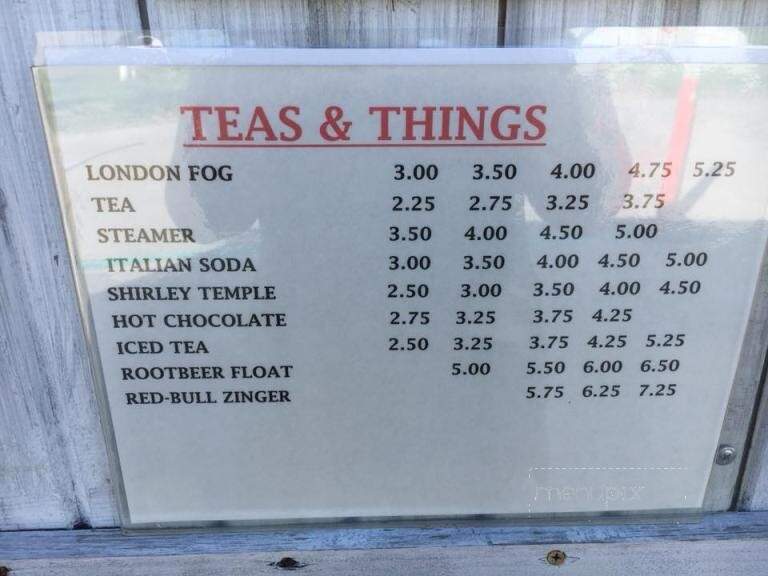 TEAS & THINGS
LONDON FOG 3.00 3.50 4.00 4.75 5.25
TEA 2.25 2.75 3.25 3.75
STEAMER 3.50 4.00 4.50 5.00
ITALIAN SODA 3.00 3.50 4.00 4.50 5.00
SHIRLEY TEMPLE 2.50 3.00 3.50 4.00 4.50
HOT CHOCOLATE 2.75 3.25 3.75 4.25
ICED TEA 2.50 3.25 3.75 4.25 5.25
ROOTBEER FLOAT 5.00 5.50 6.00 6.50
RED-BULL ZINGER 5.75 6.25 7.25
menupix